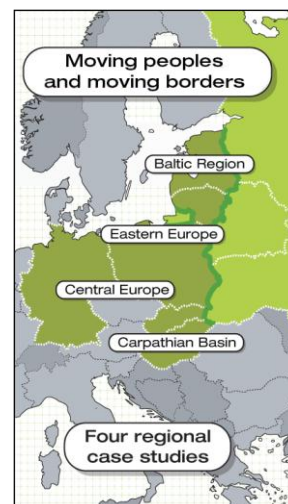 Moving peoples
and moving borders
Baltic Region
Eastern Europe
Central Europe
Carpathian Basin
Four regional
case studies